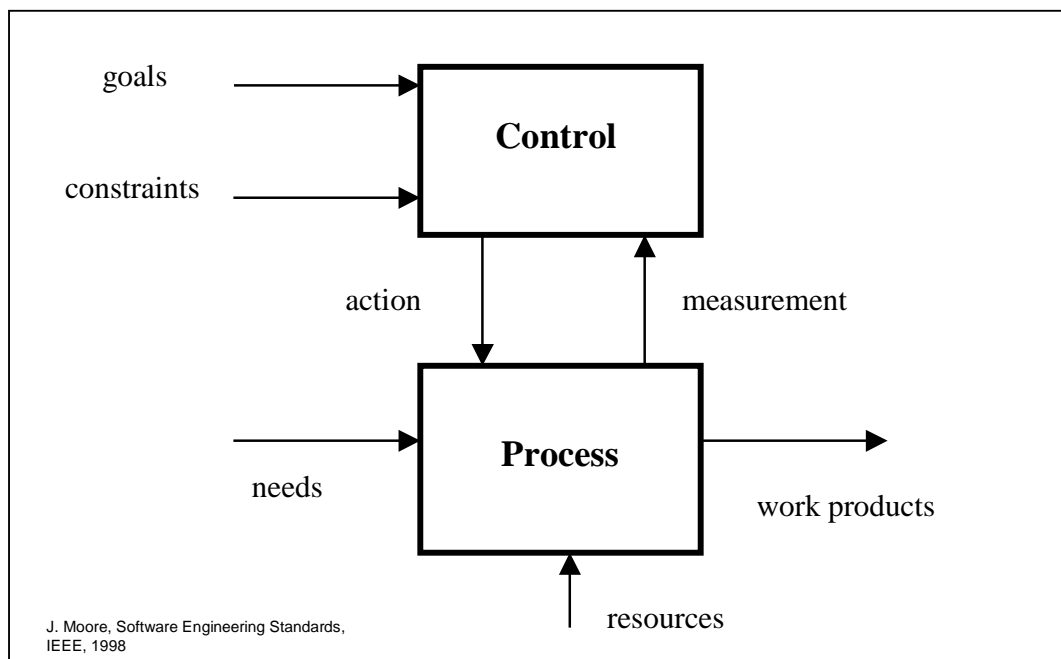 goals
Control
constraints
action
measurement
Process
needs
work products
resources
J. Moore, Software Engineering Standards,
IEEE, 1998